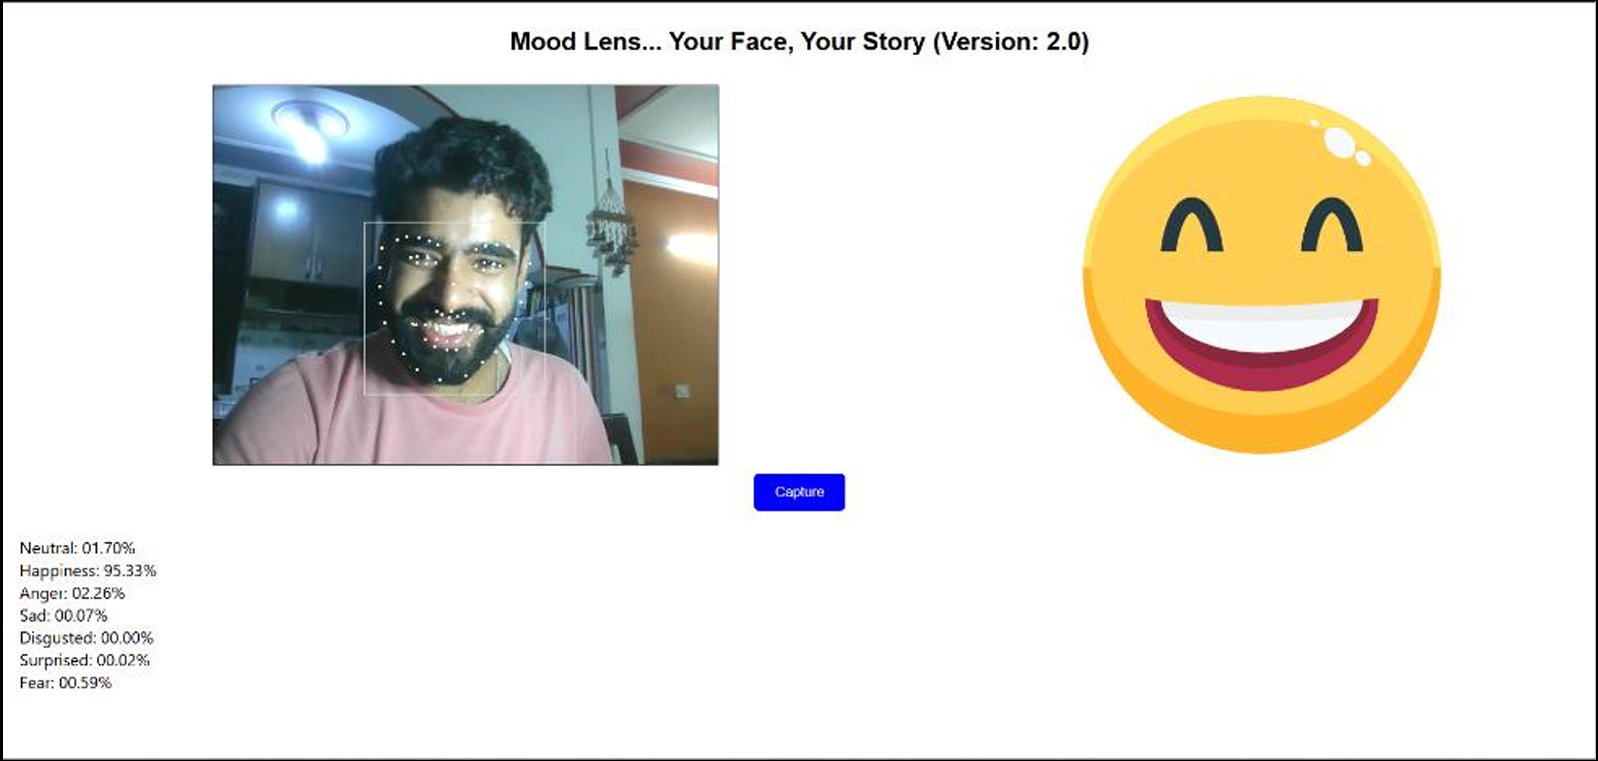 Mood Lens... Your Face, Your Story (Version: 2.0)
Capture
Neutral: 01.70%
Happiness: 95.33%
Anger: 02.26%
Sad: 00.07%
Disgusted: 00.00%
Surprised: 00.02%
Fear: 00.59%